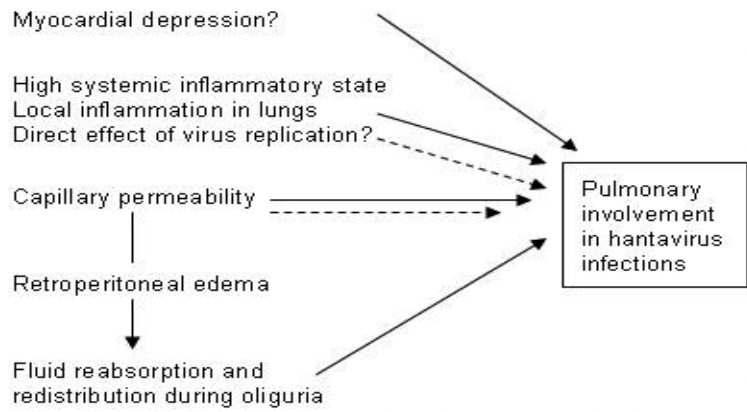 Myocardial depression?
High systemic inflammatory state
Local inflammation in lungs
Direct effect of virus replication?
Capillary permeability
Retroperitoneal edema
Fluid reabsorption and
redistribution during oliguria
Pulmonary
involvement
in hantavirus
infections